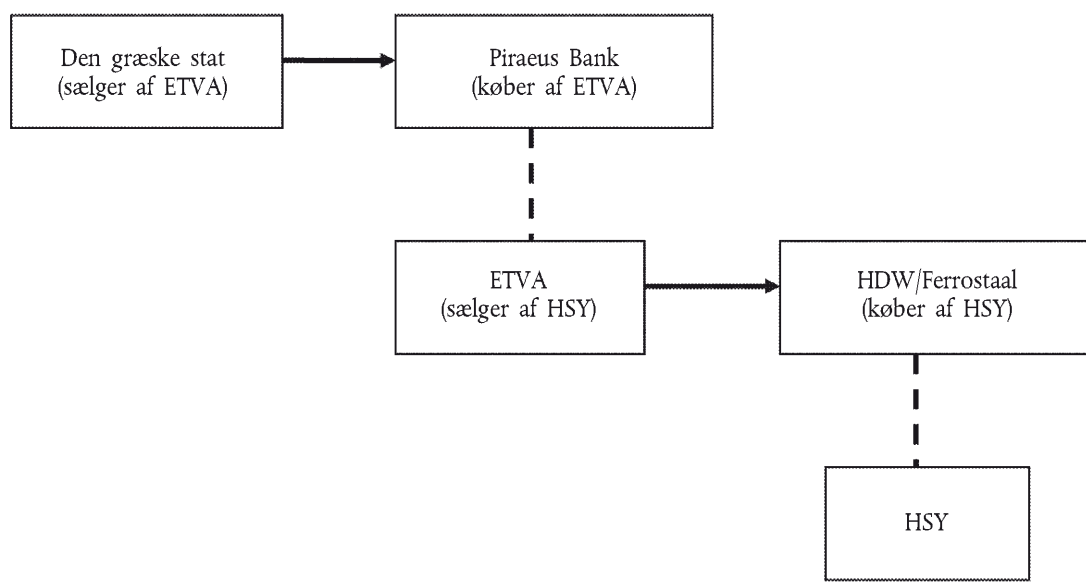 Den græske stat
(sælger af ETVA)
Piraeus Bank
(køber af ETVA)
ETVA
(sælger af HSY)
HDW/Ferrostaal
(køber af HSY)
HSY